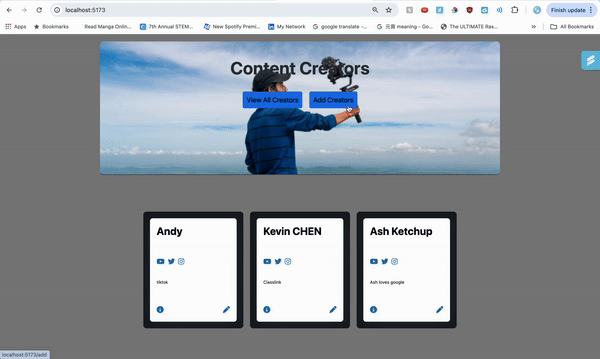 localhost:5173
Finish update
Apps
Bookmarks
Read Manga Onlin...
7th Annual STEM...
New Spotify Premi...
My Network
google translate -...
元宵 meaning - Go...
The ULTIMATE Ras...
»
All Bookmarks
Content Creators
View All Creators
Add Creators
Andy
Kevin CHEN
Ash Ketchup
tiktok
Classlink
Ash loves google
localhost:5173/add